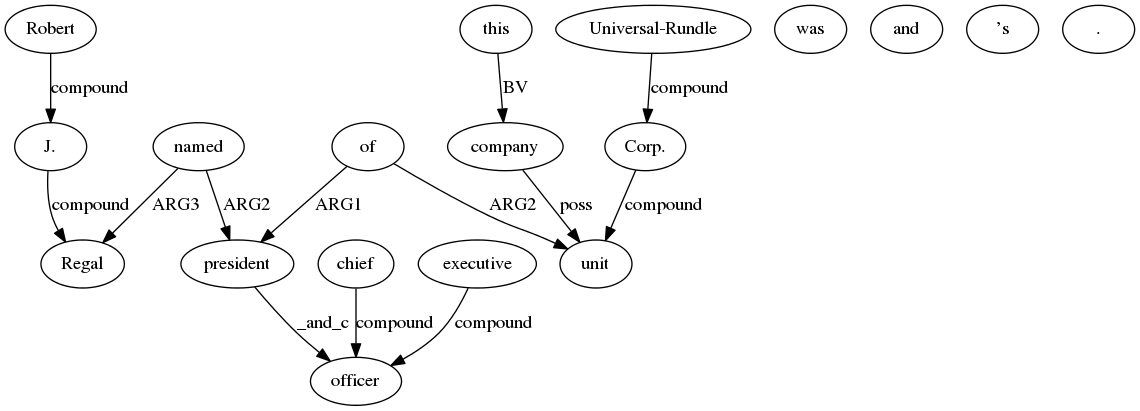 Robert this Universal-Rundle was and ’s .
compound BV compound
J. named of company Corp.
compound ARG3 ARG2 ARG1 ARG2 poss compound
Regal president chief executive unit
_and_c compound compound
officer